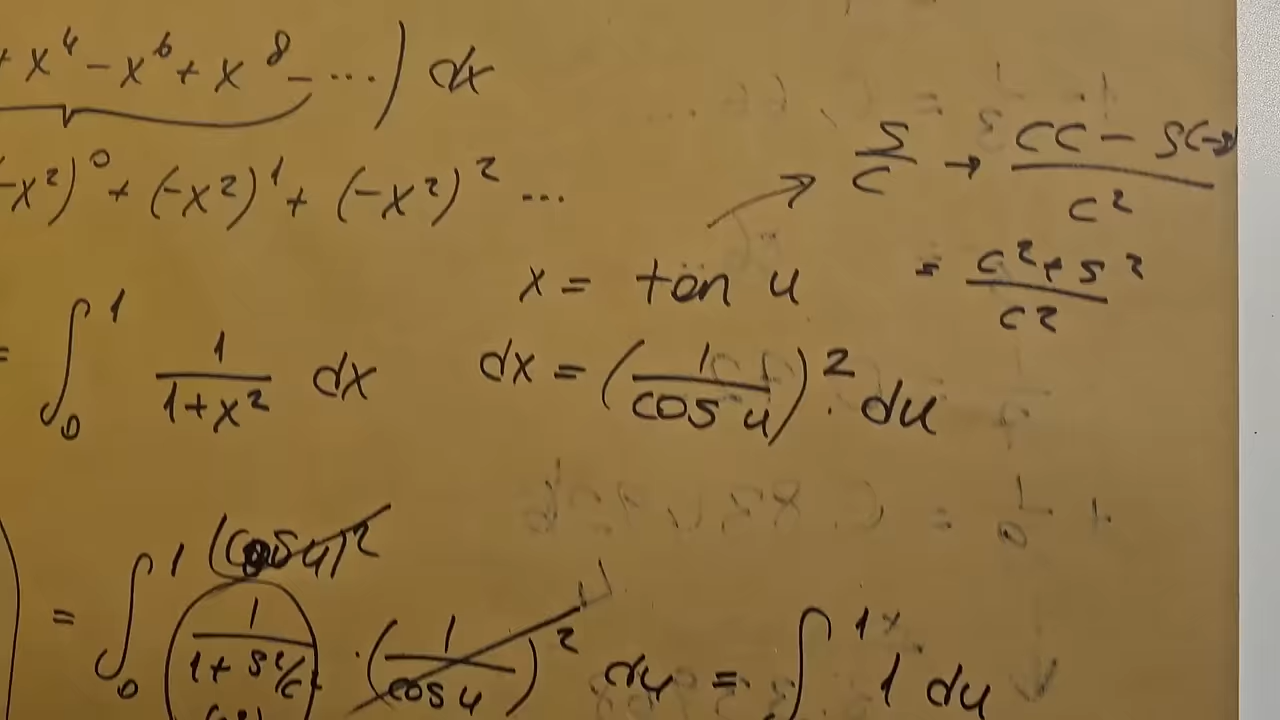 + x⁴ − x⁶ + x⁸ − ...) dx
−x²)⁰ + (−x²)¹ + (−x²)² ...
s/c → (cc − s(−s)/c²
x = tan u
= (c² + s²)/c²
= ∫₀¹ 1/(1+x²) dx
dx = (1/cos u)² · du
(cos u)²
= ∫₀¹ 1/(1 + s²/c²) · (1/cos u)² du = ∫ ¹ˣ 1 du